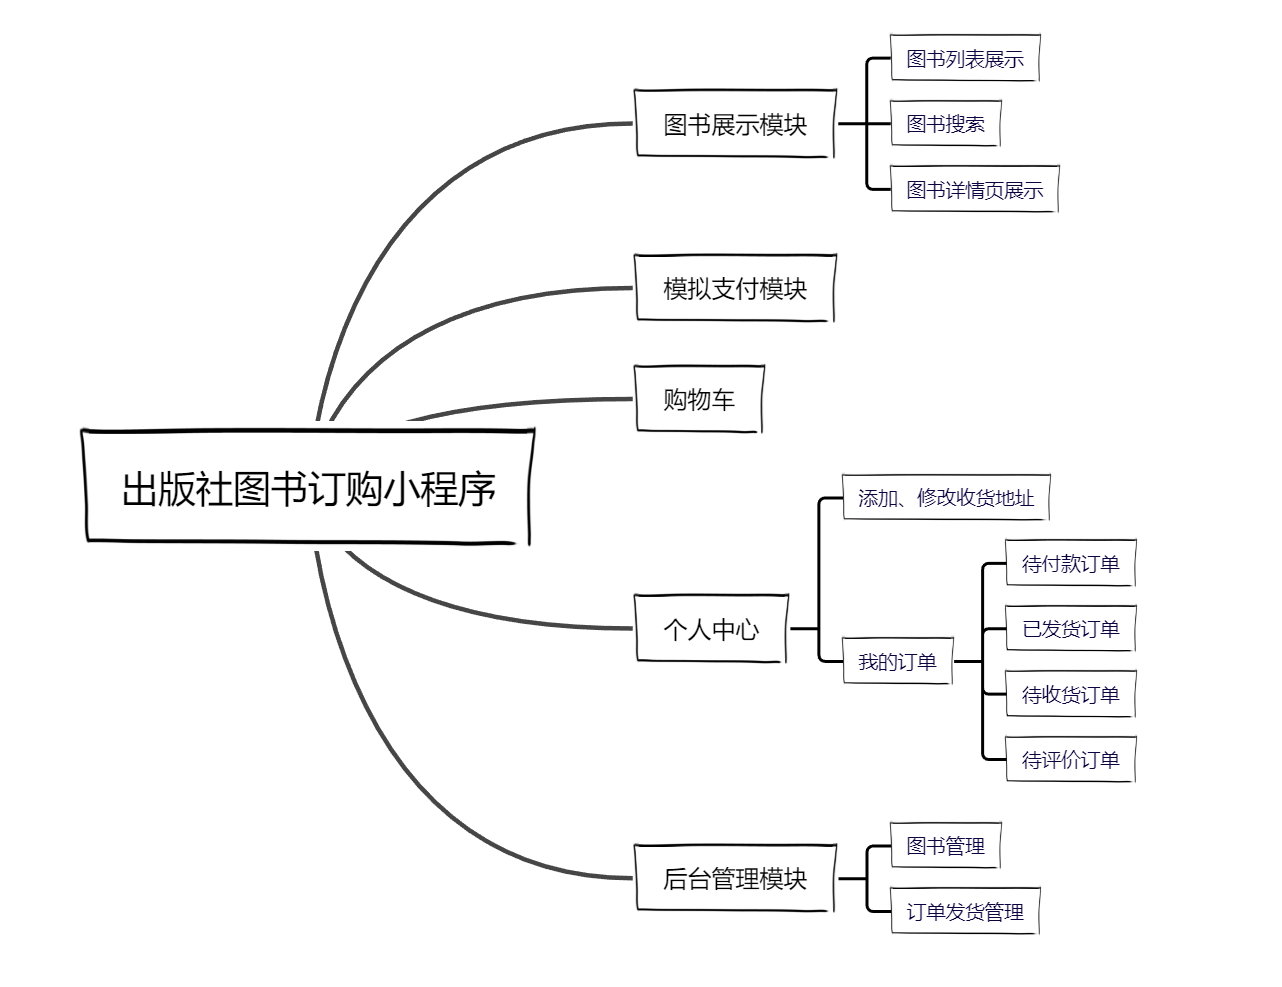 出版社图书订购小程序
图书展示模块
图书列表展示
图书搜索
图书详情页展示
模拟支付模块
购物车
个人中心
添加、修改收货地址
我的订单
待付款订单
已发货订单
待收货订单
待评价订单
后台管理模块
图书管理
订单发货管理